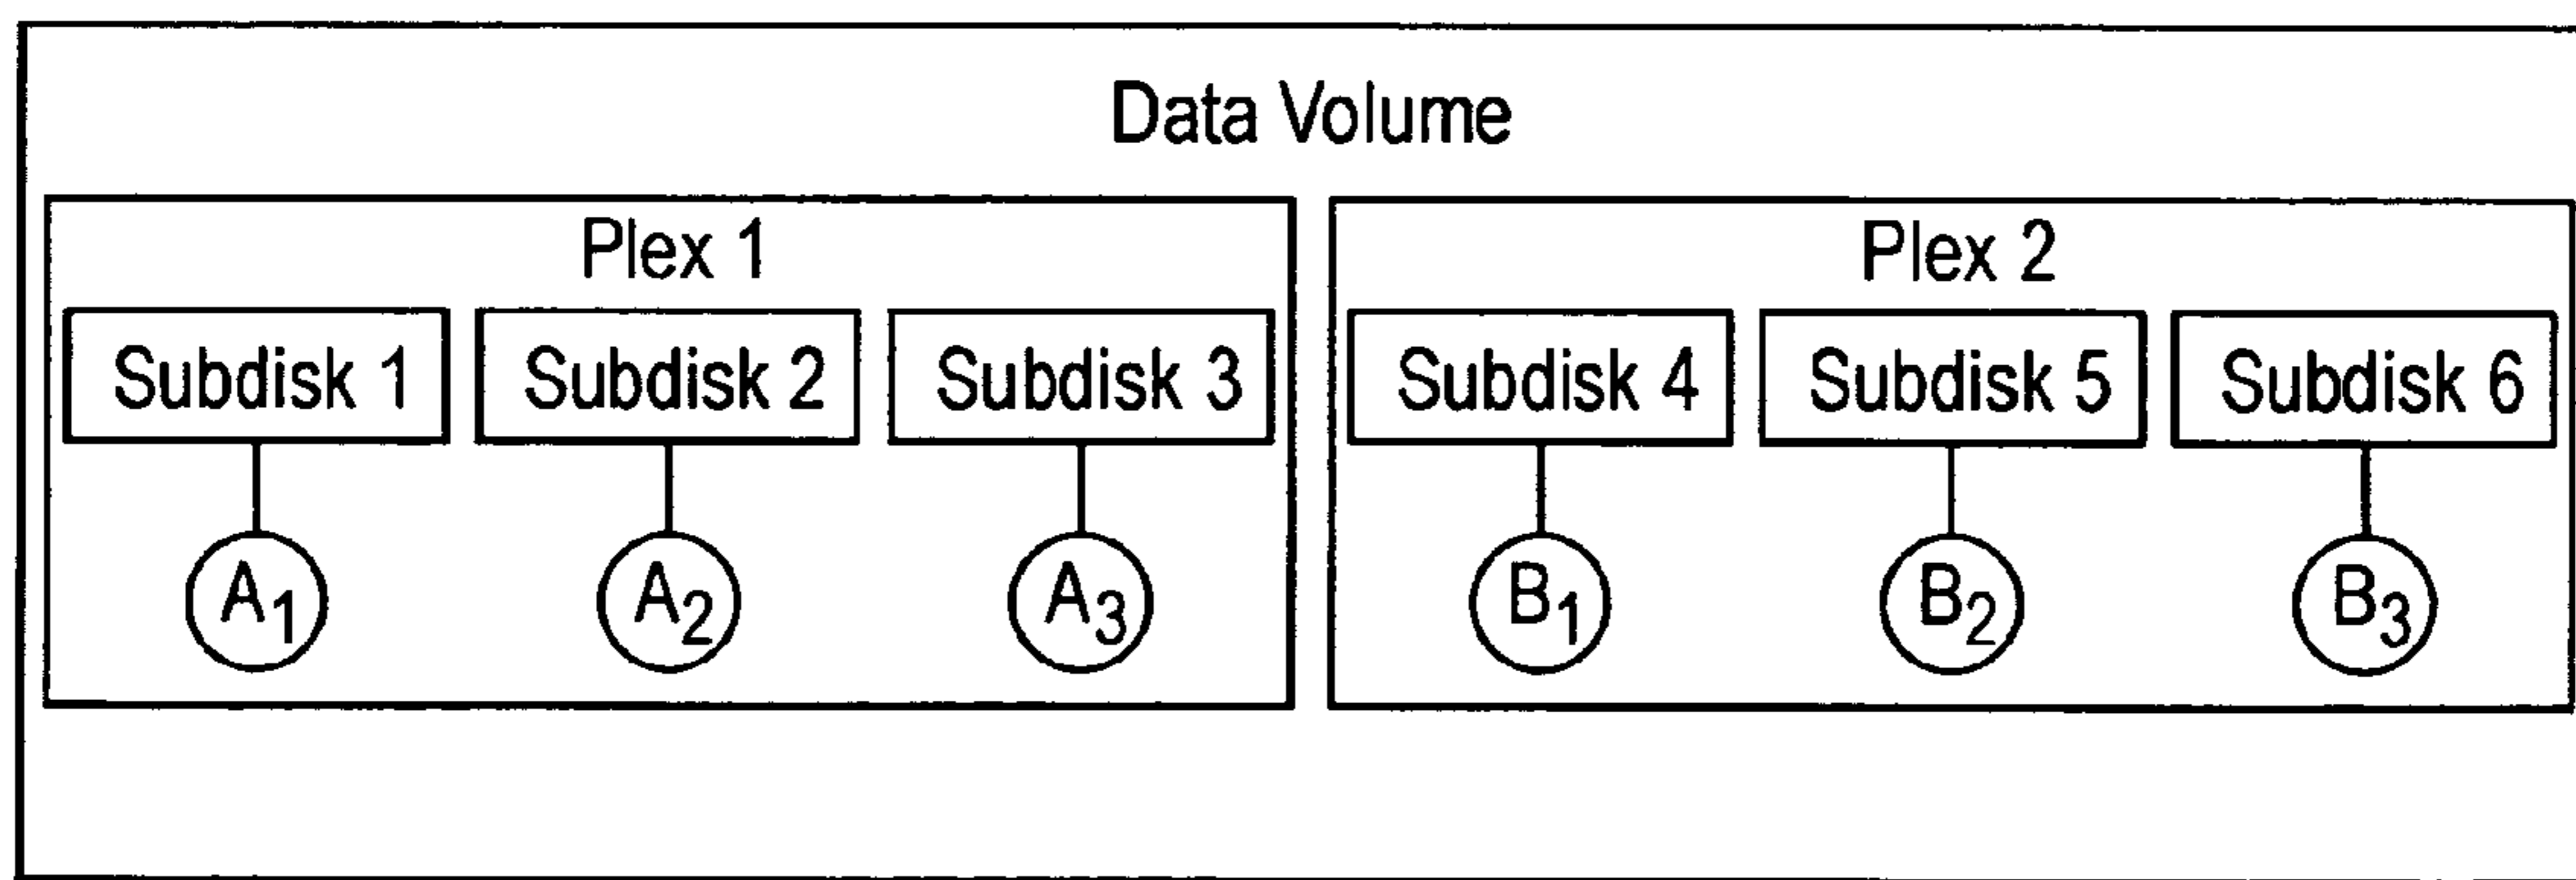 Data Volume
Plex 1
Plex 2
Subdisk 1
Subdisk 2
Subdisk 3
Subdisk 4
Subdisk 5
Subdisk 6
A1
A2
A3
B1
B2
B3